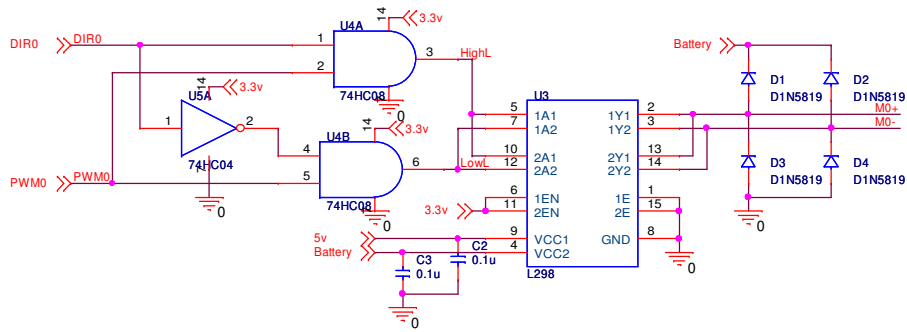 U4A
14
3.3v
DIR0 DIR0
1
3
HighL
2
74HC08
0
U5A
14
3.3v
1
2
74HC04
7
0
U4B
14
3.3v
4
6
LowL
5
74HC08
0
PWM0 PWM0
U3
5 1A1 1Y1 2
7 1A2 1Y2 3
10 2A1 2Y1 13
12 2A2 2Y2 14
6 1EN 1E 1
11 2EN 2E 15
3.3v
9 VCC1 GND 8
4 VCC2
L298
0
5v
Battery
C3
0.1u
C2
0.1u
0
Battery
D1
D1N5819
D2
D1N5819
M0+
M0-
D3
D1N5819
D4
D1N5819
0